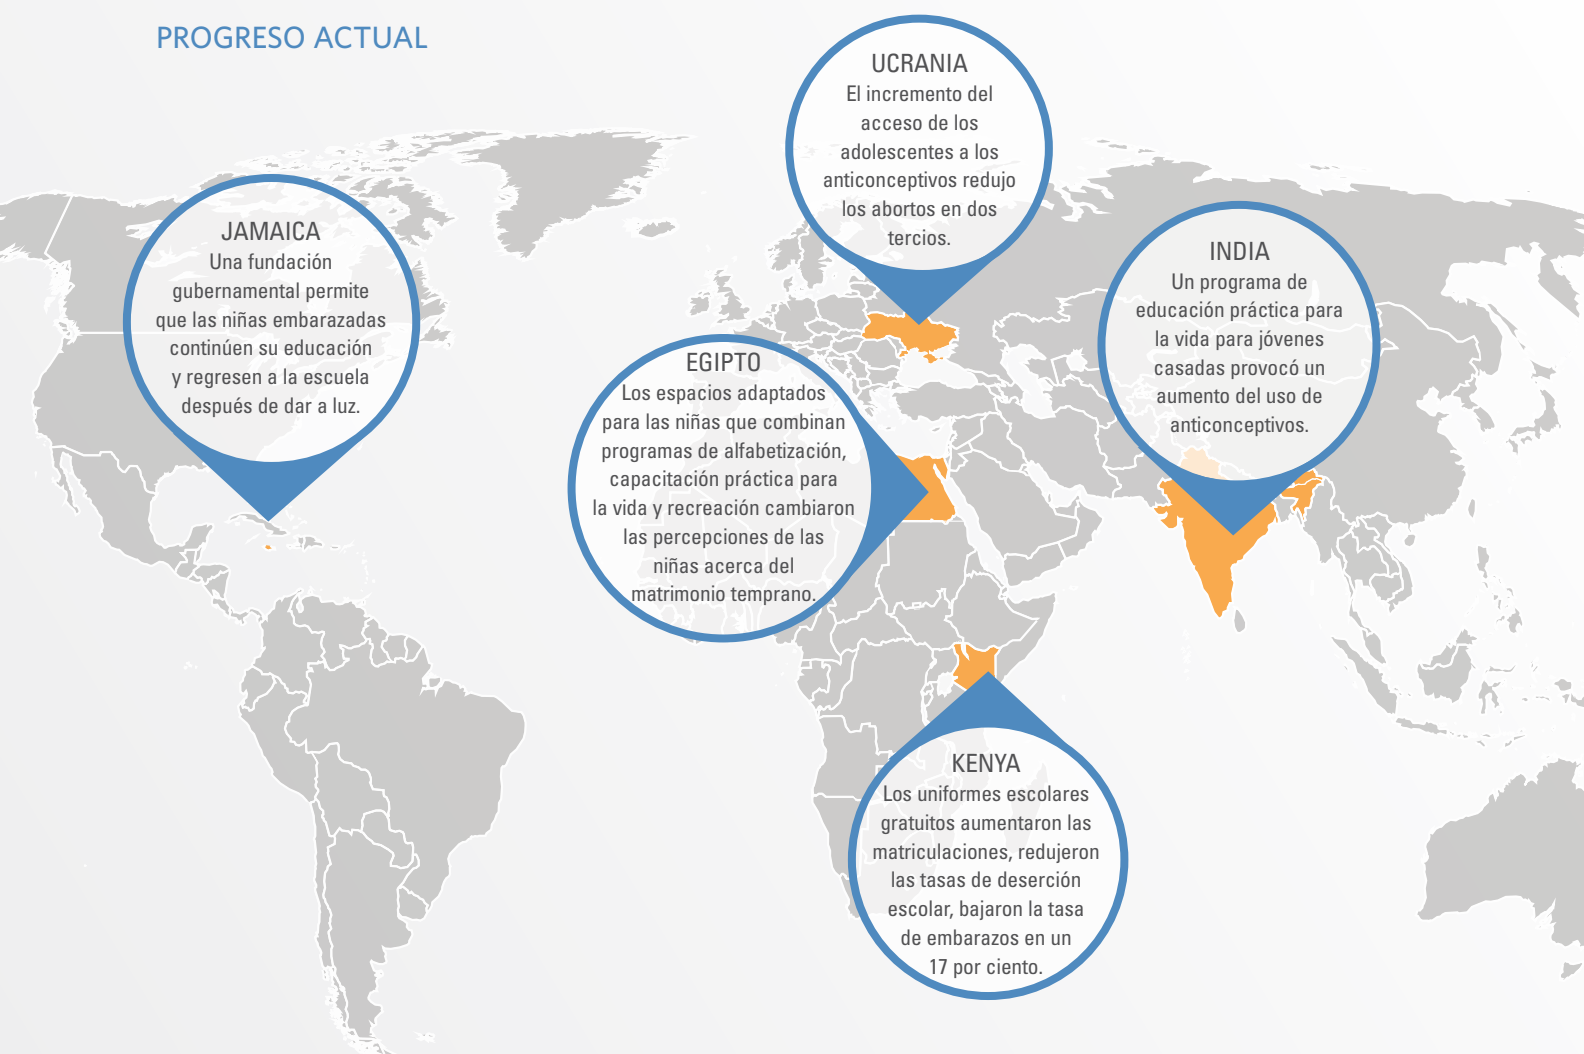 PROGRESO ACTUAL
UCRANIA
El incremento del
acceso de los
adolescentes a los
anticonceptivos redujo
los abortos en dos
tercios.
JAMAICA
Una fundación
gubernamental permite
que las niñas embarazadas
continúen su educación
y regresen a la escuela
después de dar a luz.
INDIA
Un programa de
educación práctica para
la vida para jóvenes
casadas provocó un
aumento del uso de
anticonceptivos.
EGIPTO
Los espacios adaptados
para las niñas que combinan
programas de alfabetización,
capacitación práctica para
la vida y recreación cambiaron
las percepciones de las
niñas acerca del
matrimonio temprano.
KENYA
Los uniformes escolares
gratuitos aumentaron las
matriculaciones, redujeron
las tasas de deserción
escolar, bajaron la tasa
de embarazos en un
17 por ciento.